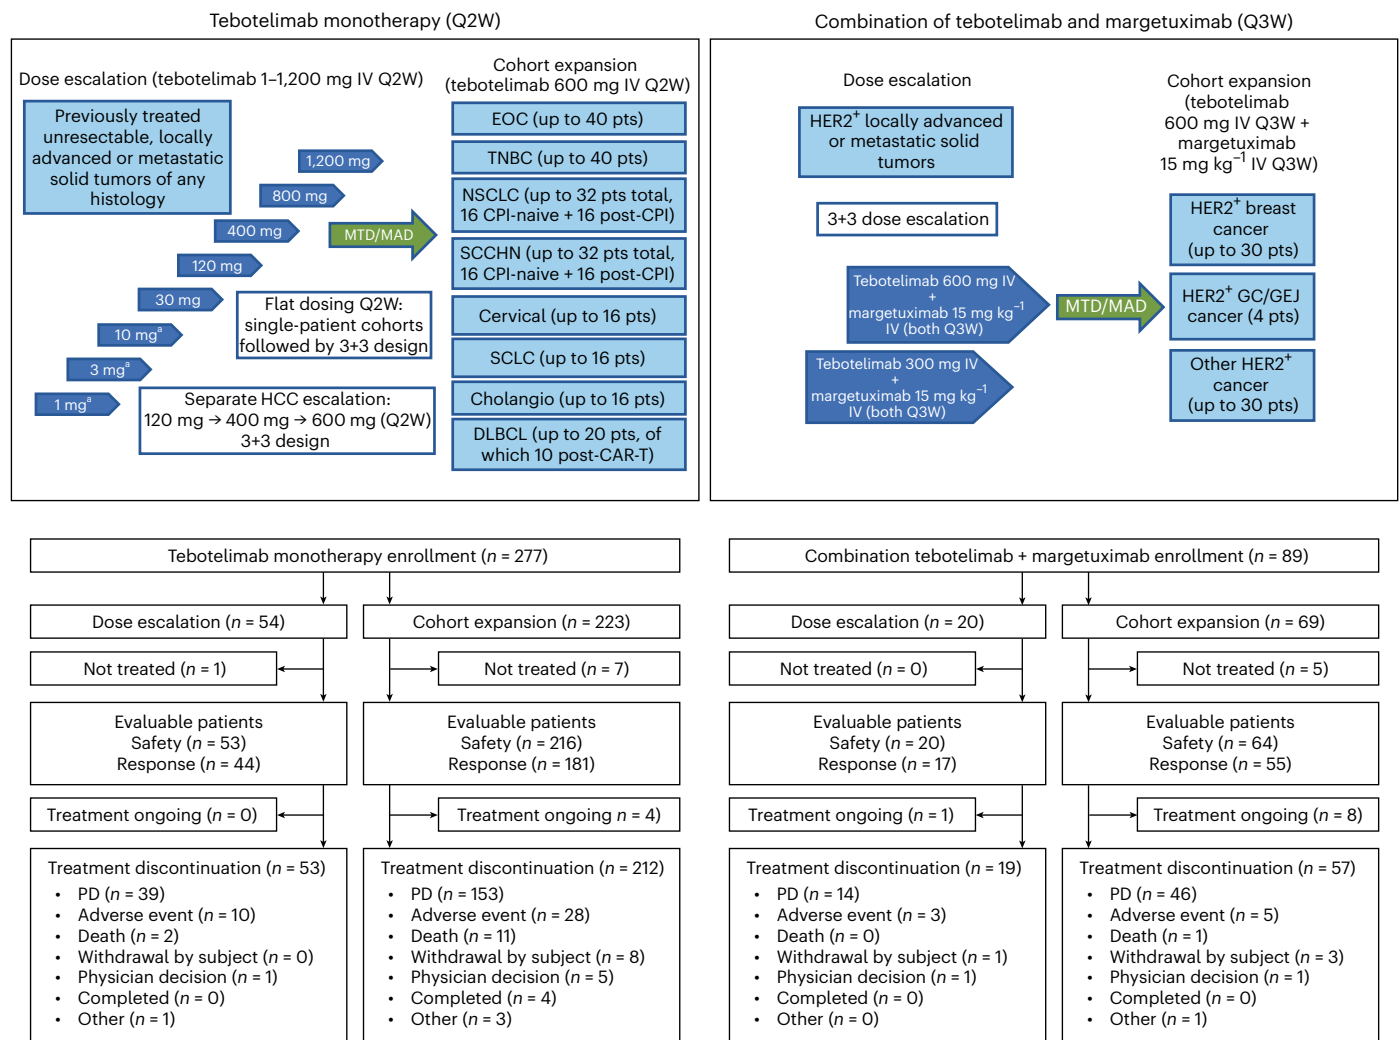 Tebotelimab monotherapy (Q2W)
Dose escalation (tebotelimab 1–1,200 mg IV Q2W)
Previously treated
unresectable, locally
advanced or metastatic
solid tumors of any
histology
1,200 mg
800 mg
400 mg
120 mg
30 mg
10 mgᵃ
3 mgᵃ
1 mgᵃ
MTD/MAD
Flat dosing Q2W:
single-patient cohorts
followed by 3+3 design
Separate HCC escalation:
120 mg → 400 mg → 600 mg (Q2W)
3+3 design
Cohort expansion
(tebotelimab 600 mg IV Q2W)
EOC (up to 40 pts)
TNBC (up to 40 pts)
NSCLC (up to 32 pts total,
16 CPI-naive + 16 post-CPI)
SCCHN (up to 32 pts total,
16 CPI-naive + 16 post-CPI)
Cervical (up to 16 pts)
SCLC (up to 16 pts)
Cholangio (up to 16 pts)
DLBCL (up to 20 pts, of
which 10 post-CAR-T)
Combination of tebotelimab and margetuximab (Q3W)
Dose escalation
HER2⁺ locally advanced
or metastatic solid
tumors
3+3 dose escalation
Tebotelimab 600 mg IV
+
margetuximab 15 mg kg⁻¹
IV (both Q3W)
Tebotelimab 300 mg IV
+
margetuximab 15 mg kg⁻¹
IV (both Q3W)
MTD/MAD
Cohort expansion
(tebotelimab
600 mg IV Q3W +
margetuximab
15 mg kg⁻¹ IV Q3W)
HER2⁺ breast
cancer
(up to 30 pts)
HER2⁺ GC/GEJ
cancer (4 pts)
Other HER2⁺
cancer
(up to 30 pts)
Tebotelimab monotherapy enrollment (n = 277)
Dose escalation (n = 54)
Not treated (n = 1)
Evaluable patients
Safety (n = 53)
Response (n = 44)
Treatment ongoing (n = 0)
Treatment discontinuation (n = 53)
• PD (n = 39)
• Adverse event (n = 10)
• Death (n = 2)
• Withdrawal by subject (n = 0)
• Physician decision (n = 1)
• Completed (n = 0)
• Other (n = 1)
Cohort expansion (n = 223)
Not treated (n = 7)
Evaluable patients
Safety (n = 216)
Response (n = 181)
Treatment ongoing n = 4)
Treatment discontinuation (n = 212)
• PD (n = 153)
• Adverse event (n = 28)
• Death (n = 11)
• Withdrawal by subject (n = 8)
• Physician decision (n = 5)
• Completed (n = 4)
• Other (n = 3)
Combination tebotelimab + margetuximab enrollment (n = 89)
Dose escalation (n = 20)
Not treated (n = 0)
Evaluable patients
Safety (n = 20)
Response (n = 17)
Treatment ongoing (n = 1)
Treatment discontinuation (n = 19)
• PD (n = 14)
• Adverse event (n = 3)
• Death (n = 0)
• Withdrawal by subject (n = 1)
• Physician decision (n = 1)
• Completed (n = 0)
• Other (n = 0)
Cohort expansion (n = 69)
Not treated (n = 5)
Evaluable patients
Safety (n = 64)
Response (n = 55)
Treatment ongoing (n = 8)
Treatment discontinuation (n = 57)
• PD (n = 46)
• Adverse event (n = 5)
• Death (n = 1)
• Withdrawal by subject (n = 3)
• Physician decision (n = 1)
• Completed (n = 0)
• Other (n = 1)